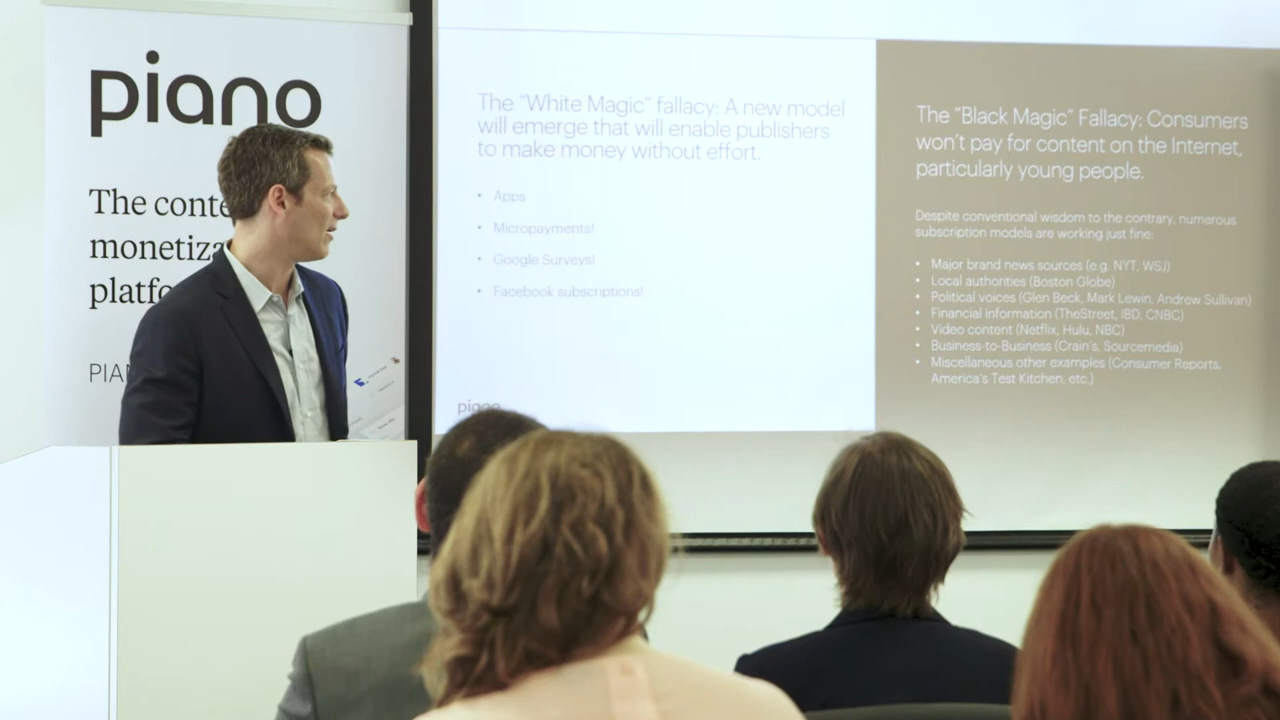 piano
The conte
monetiza
platfo
PIA
The “White Magic” fallacy: A new model
will emerge that will enable publishers
to make money without effort.
• Apps
• Micropayments!
• Google Surveys!
• Facebook subscriptions!
piano
The “Black Magic” Fallacy: Consumers
won't pay for content on the Internet,
particularly young people.
Despite conventional wisdom to the contrary, numerous
subscription models are working just fine:
• Major brand news sources (e.g. NYT, WSJ)
• Local authorities (Boston Globe)
• Political voices (Glen Beck, Mark Lewin, Andrew Sullivan)
• Financial information (TheStreet, IBD, CNBC)
• Video content (Netflix, Hulu, NBC)
• Business-to-Business (Crain's, Sourcemedia)
• Miscellaneous other examples (Consumer Reports,
America's Test Kitchen, etc.)